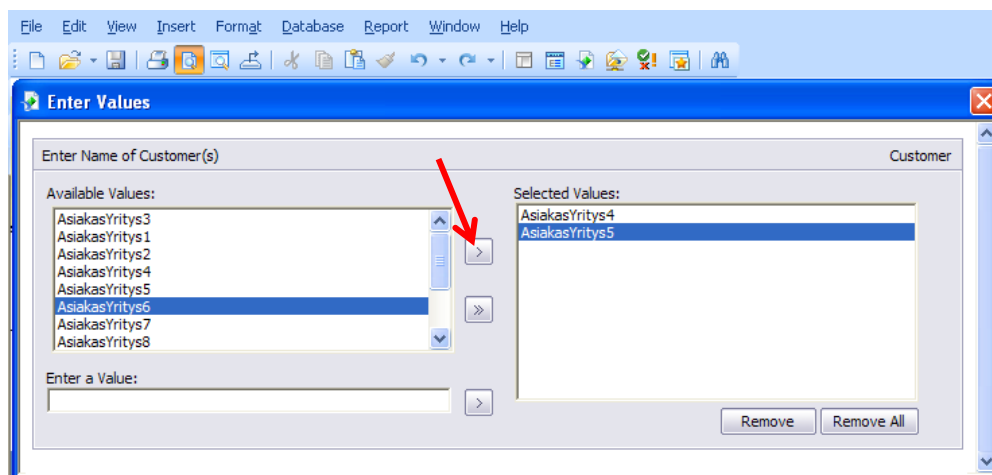 File Edit View Insert Format Database Report Window Help
Enter Values
Enter Name of Customer(s) Customer
Available Values: Selected Values:
AsiakasYritys3
AsiakasYritys1
AsiakasYritys2
AsiakasYritys4
AsiakasYritys5
AsiakasYritys6
AsiakasYritys7
AsiakasYritys8
AsiakasYritys4
AsiakasYritys5
>
»
Enter a Value:
>
Remove Remove All